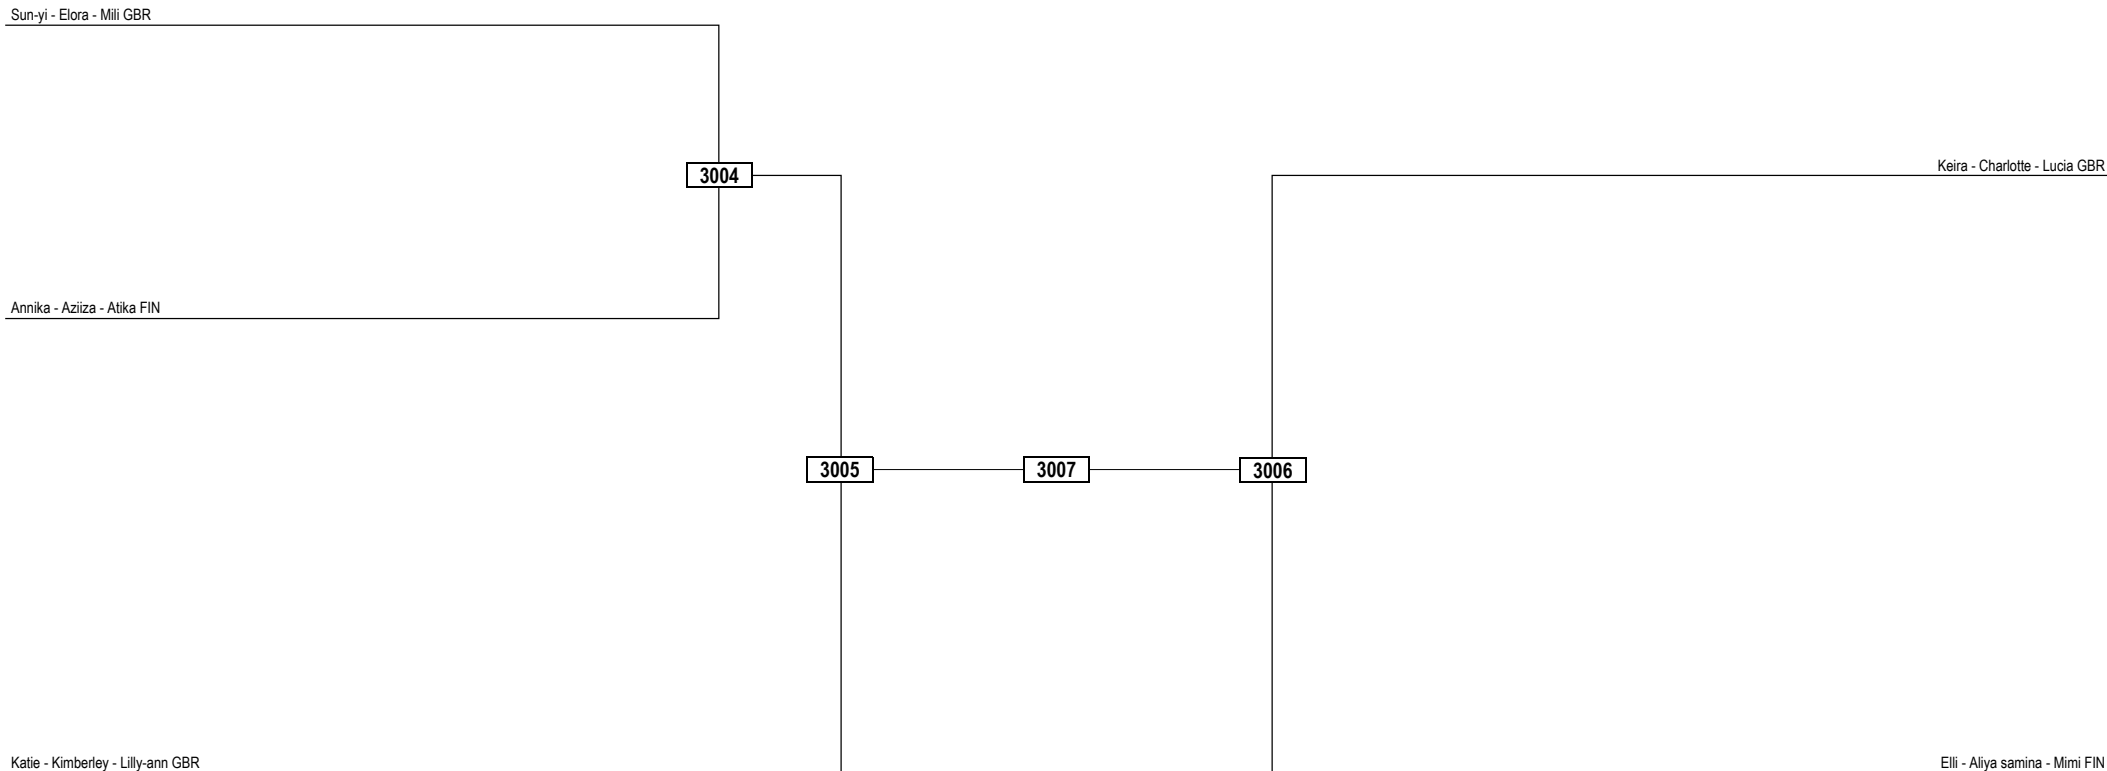 Sun-yi - Elora - Mili GBR
3004
Keira - Charlotte - Lucia GBR
Annika - Aziiza - Atika FIN
3005
3007
3006
Katie - Kimberley - Lilly-ann GBR
Elli - Aliya samina - Mimi FIN